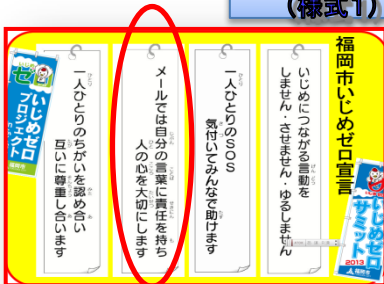 (様式1)
福岡市いじめゼロ宣言
いじめゼロサミット
2013
いじめにつながる言動を
しません・させません・ゆるしません
一人ひとりのSOS
気付いてみんなで助けます
メールでは自分の言葉に責任を持ち
人の心を大切にします
一人ひとりのちがいを認め合い
互いに尊重し合います
いじめゼロ
プロジェクト